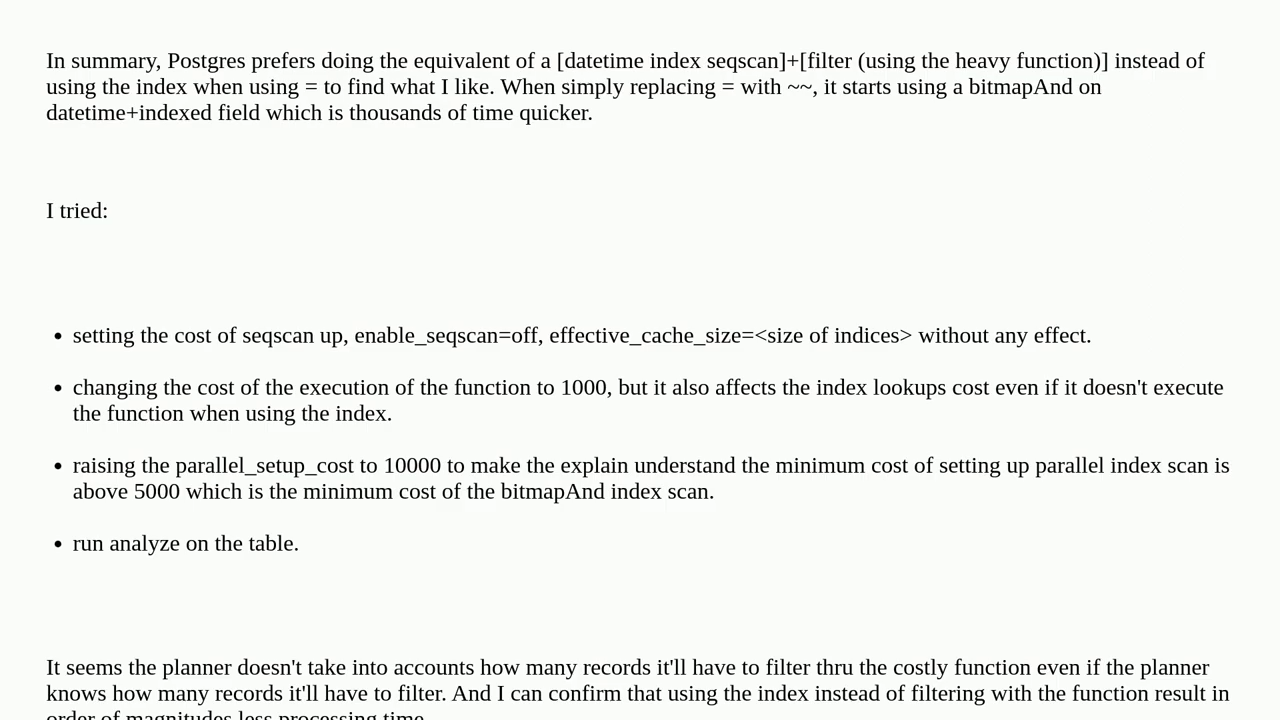 In summary, Postgres prefers doing the equivalent of a [datetime index seqscan]+[filter (using the heavy function)] instead of
using the index when using = to find what I like. When simply replacing = with ~~, it starts using a bitmapAnd on
datetime+indexed field which is thousands of time quicker.
I tried:
• setting the cost of seqscan up, enable_seqscan=off, effective_cache_size=<size of indices> without any effect.
• changing the cost of the execution of the function to 1000, but it also affects the index lookups cost even if it doesn't execute
the function when using the index.
• raising the parallel_setup_cost to 10000 to make the explain understand the minimum cost of setting up parallel index scan is
above 5000 which is the minimum cost of the bitmapAnd index scan.
• run analyze on the table.
It seems the planner doesn't take into accounts how many records it'll have to filter thru the costly function even if the planner
knows how many records it'll have to filter. And I can confirm that using the index instead of filtering with the function result in
order of magnitudes less processing time.